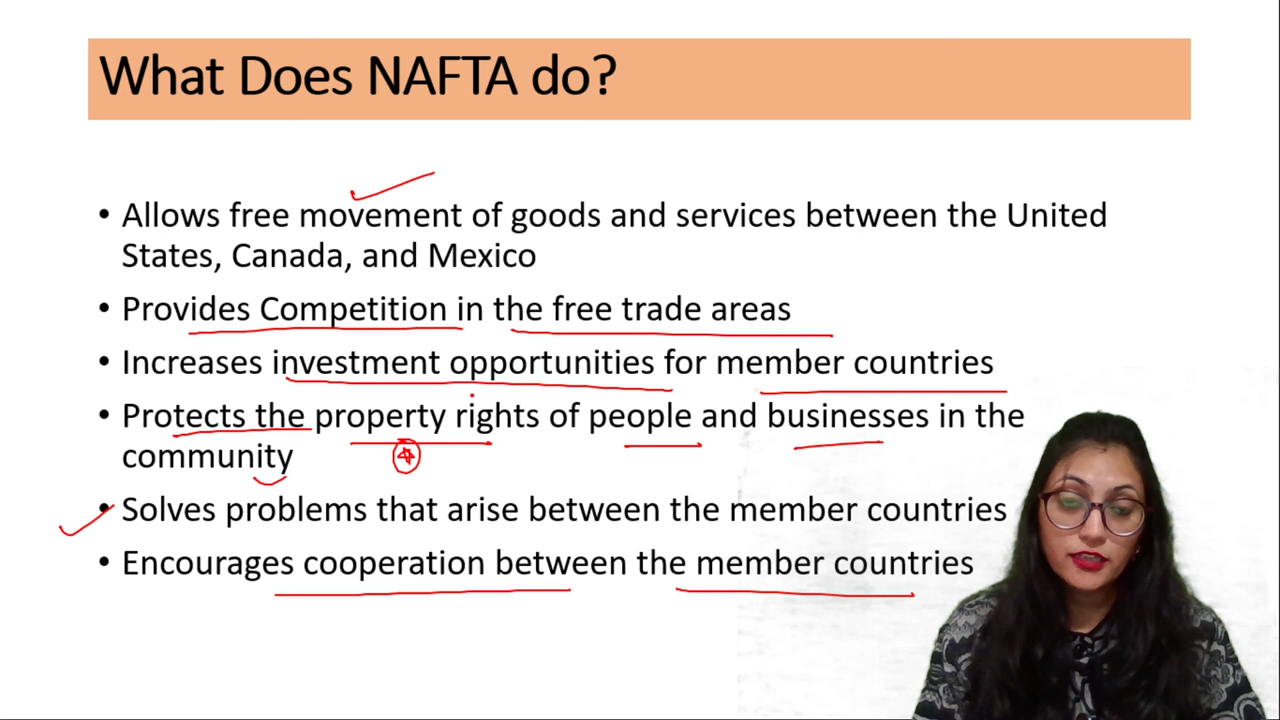 What Does NAFTA do?
• Allows free movement of goods and services between the United
States, Canada, and Mexico
• Provides Competition in the free trade areas
• Increases investment opportunities for member countries
• Protects the property rights of people and businesses in the
community
• Solves problems that arise between the member countries
• Encourages cooperation between the member countries